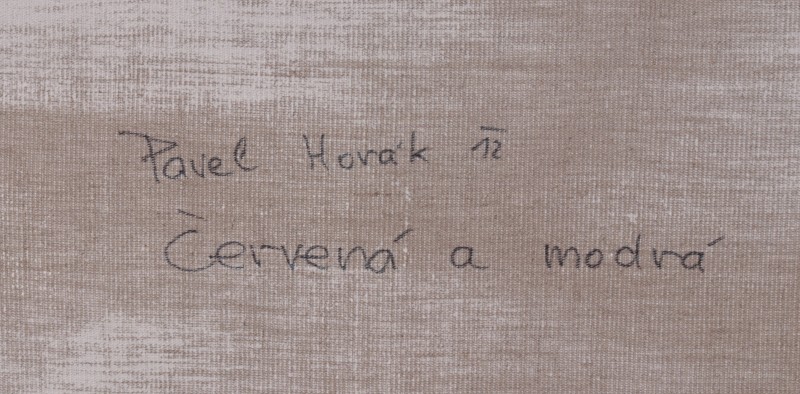 Pavel Horák 12
Červená a modrá